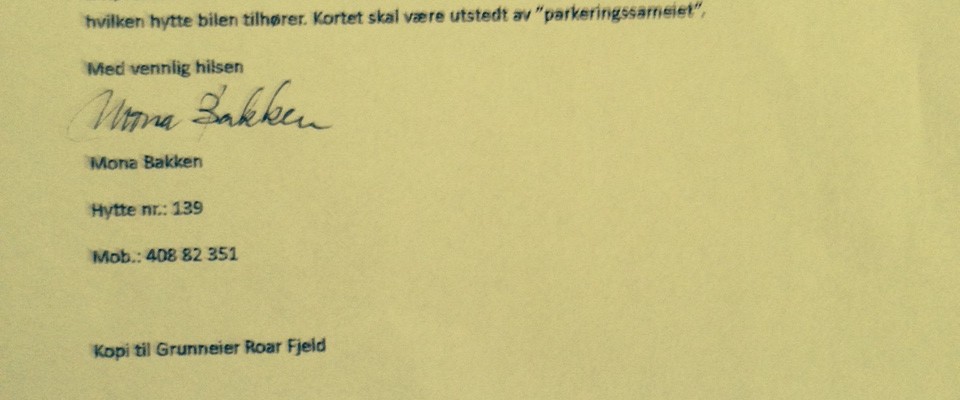 hvilken hytte bilen tilhører. Kortet skal være utstedt av "parkeringssameiet".
Med vennlig hilsen
Mona Bakken
Mona Bakken
Hytte nr.: 139
Mob.: 408 82 351
Kopi til Grunneier Roar Fjeld